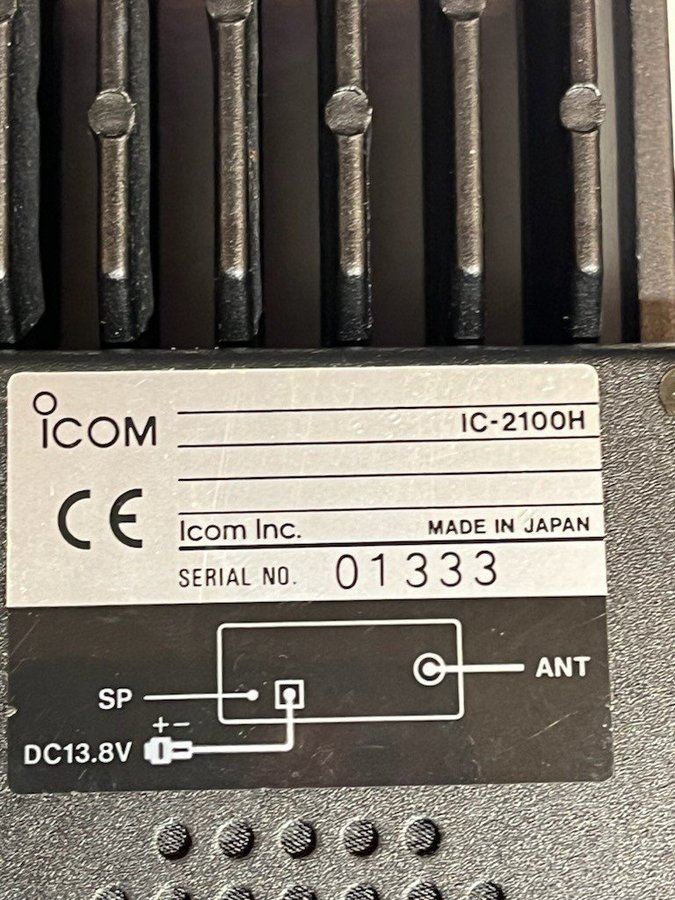 ICOM
IC-2100H
CE
Icom Inc.
MADE IN JAPAN
SERIAL NO. 01333
ANT
SP
+ -
DC13.8V